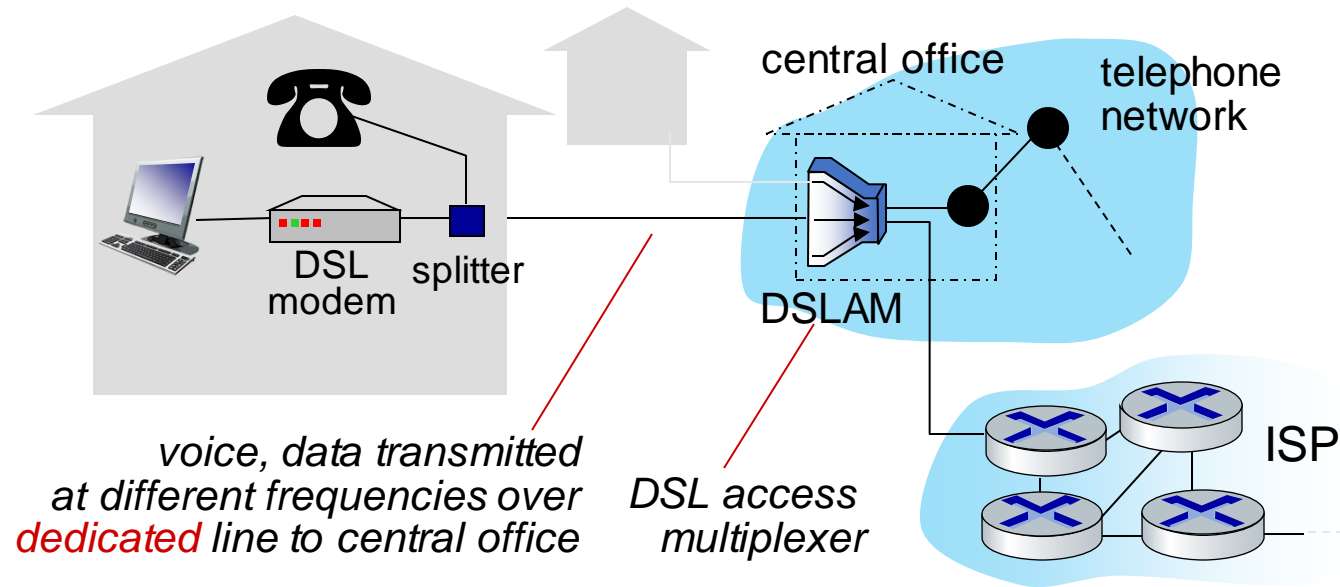 central office
telephone
network
DSL
modem
splitter
DSLAM
voice, data transmitted
at different frequencies over
dedicated line to central office
DSL access
multiplexer
ISP